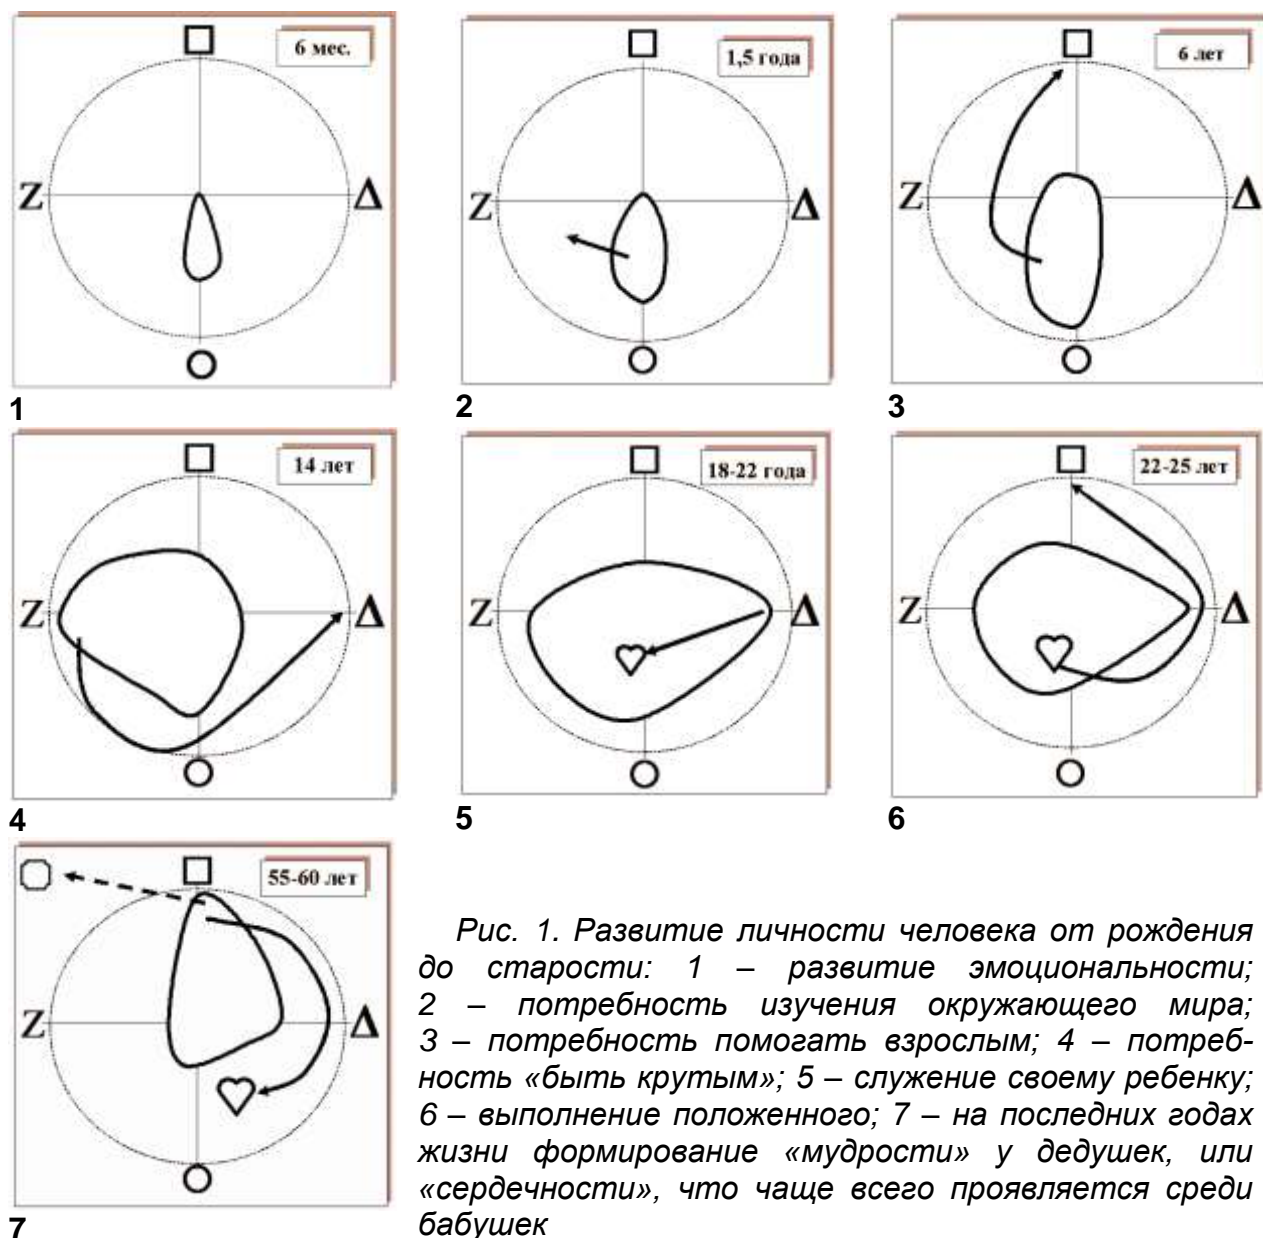 6 мес.
Z
Δ
1
1,5 года
Z
Δ
2
6 лет
Z
Δ
3
14 лет
Z
Δ
4
18-22 года
Z
Δ
5
22-25 лет
Z
Δ
6
55-60 лет
Z
Δ
7
Рис. 1. Развитие личности человека от рождения
до старости: 1 – развитие эмоциональности;
2 – потребность изучения окружающего мира;
3 – потребность помогать взрослым; 4 – потреб-
ность «быть крутым»; 5 – служение своему ребенку;
6 – выполнение положенного; 7 – на последних годах
жизни формирование «мудрости» у дедушек, или
«сердечности», что чаще всего проявляется среди
бабушек